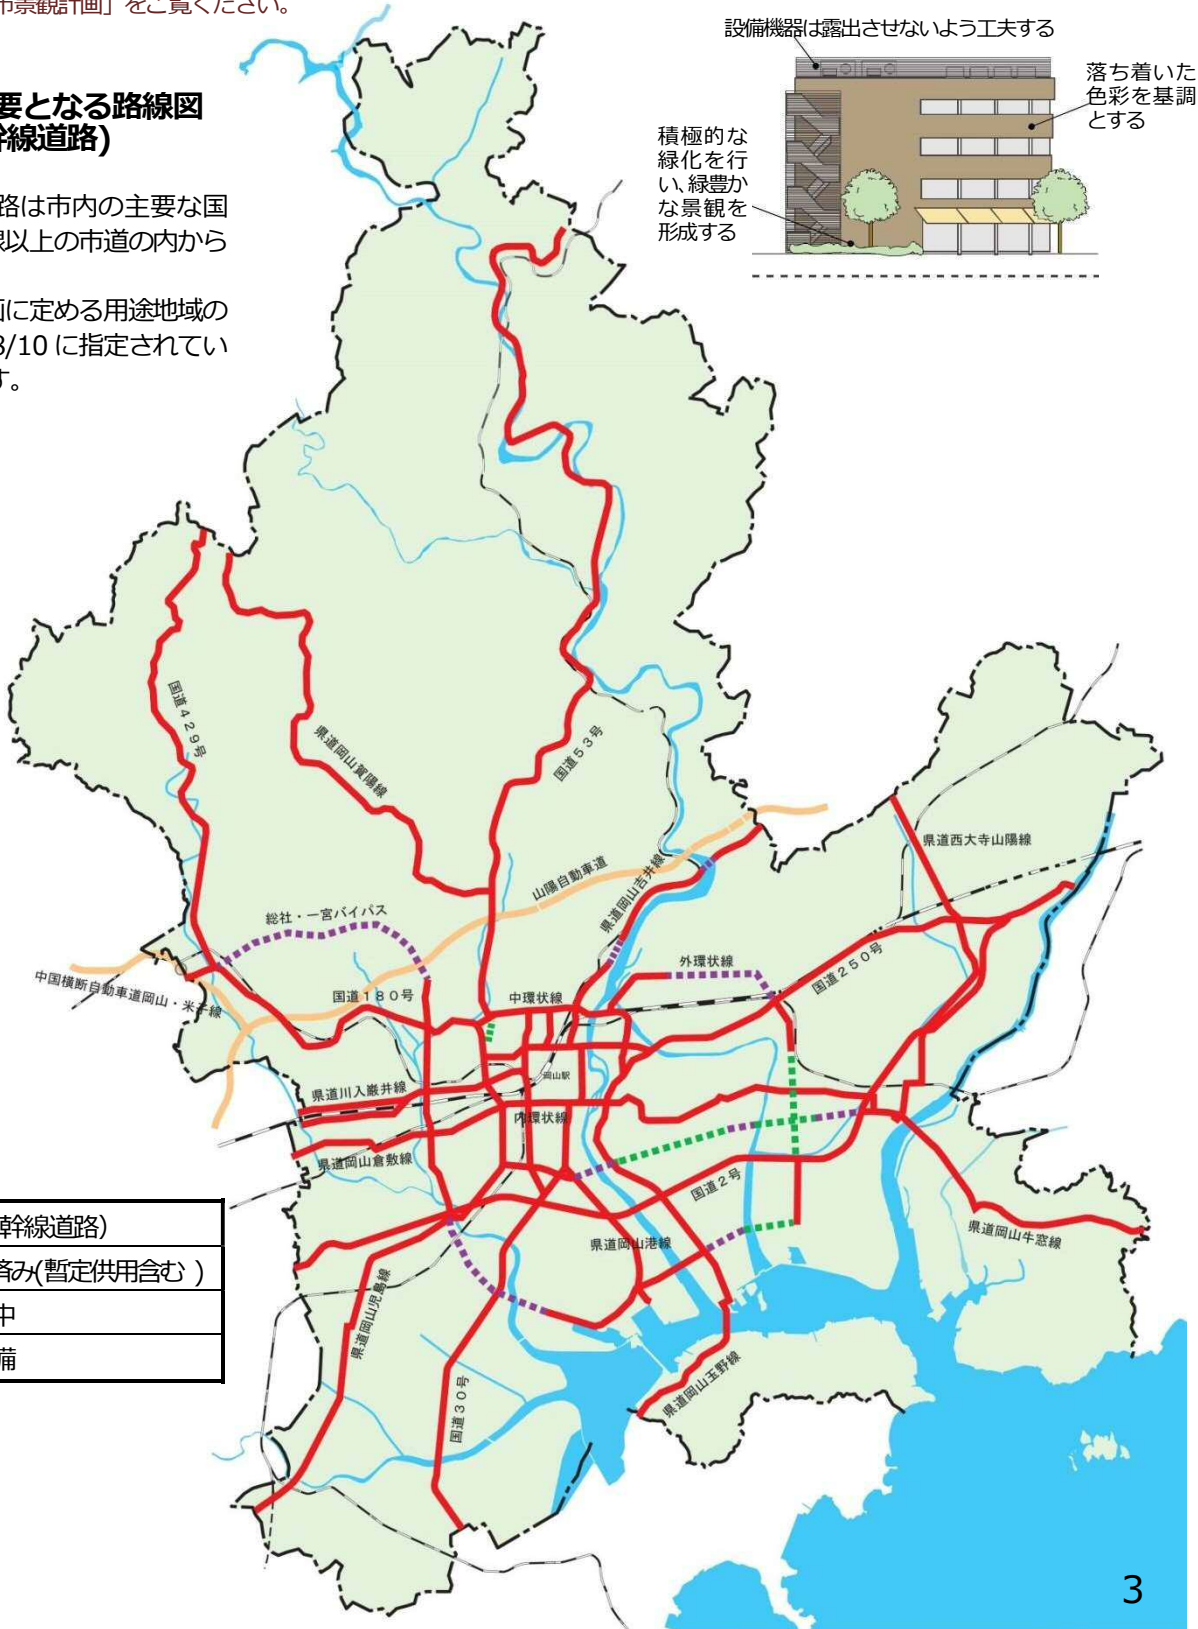 市景観計画」をご覧ください。
要となる路線図
幹線道路)
路は市内の主要な国
線以上の市道の内から
画に定める用途地域の
8/10 に指定されてい
す。
設備機器は露出させないよう工夫する
落ち着いた
色彩を基調
とする
積極的な
緑化を行
い、緑豊か
な景観を
形成する
国道429号
県道岡山賀陽線
国道53号
山陽自動車道
県道岡山吉井線
県道西大寺山陽線
総社・一宮バイパス
外環状線
国道250号
中国横断自動車道岡山・米子線
国道180号
中環状線
岡山駅
県道川入巌井線
内環状線
県道岡山倉敷線
国道2号
県道岡山港線
県道岡山牛窓線
県道岡山児島線
国道30号
県道岡山玉野線
幹線道路)
済み(暫定供用含む )
中
備
3